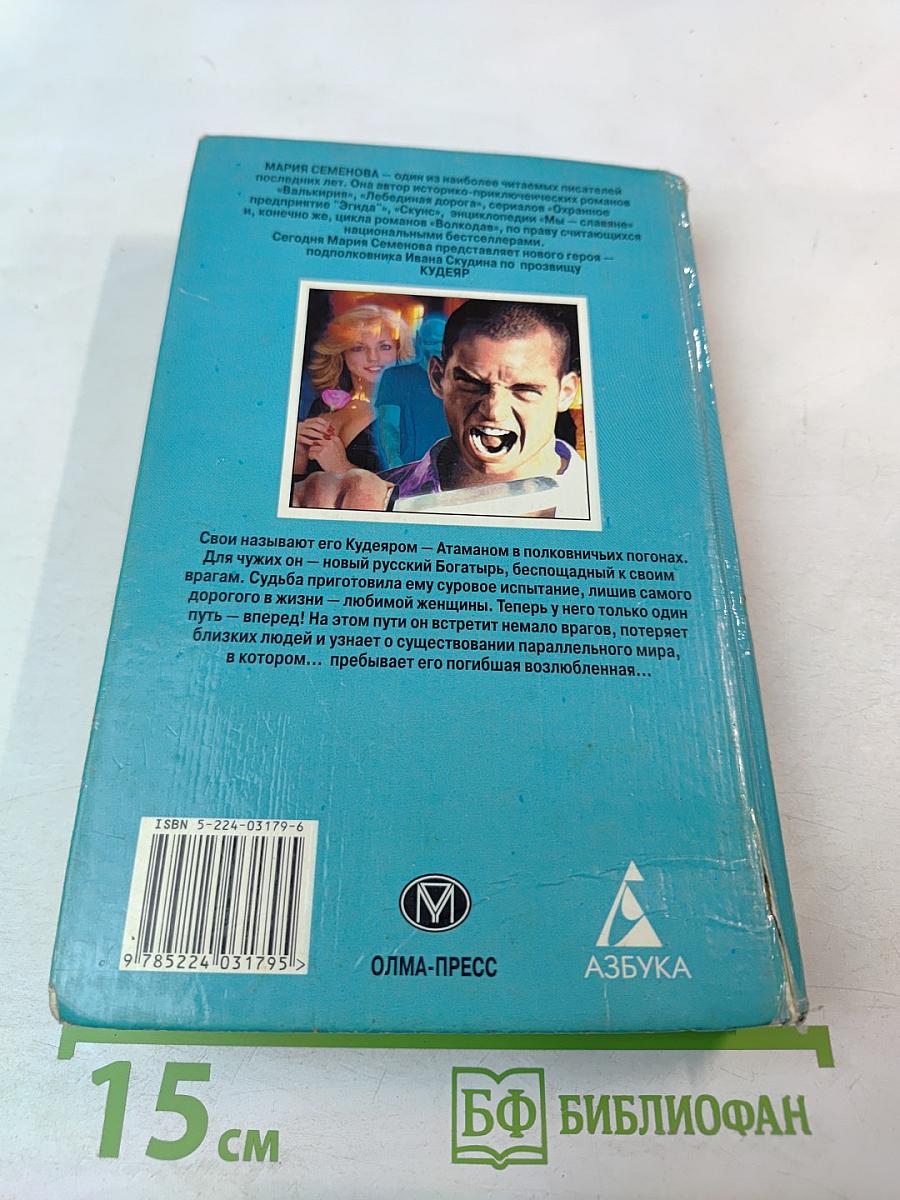 МАРИЯ СЕМЕНОВА — один из наиболее читаемых писателей
последних лет. Она автор историко-приключенческих романов
«Валькирия», «Лебединая дорога», сериалов «Охранное
предприятие "Эгида"», «Скунс», энциклопедии «Мы — славяне»
и, конечно же, цикла романов «Волкодав», по праву считающихся
национальными бестселлерами.
Сегодня Мария Семенова представляет нового героя —
подполковника Ивана Скудина по прозвищу
КУДЕЯР
Свои называют его Кудеяром — Атаманом в полковничьих погонах.
Для чужих он — новый русский Богатырь, беспощадный к своим
врагам. Судьба приготовила ему суровое испытание, лишив самого
дорогого в жизни — любимой женщины. Теперь у него только один
путь — вперед! На этом пути он встретит немало врагов, потеряет
близких людей и узнает о существовании параллельного мира,
в котором... пребывает его погибшая возлюбленная...
ISBN 5-224-03179-6
9 785224 031795 >
ОЛМА-ПРЕСС
АЗБУКА
15 см
БФ БИБЛИОФАН